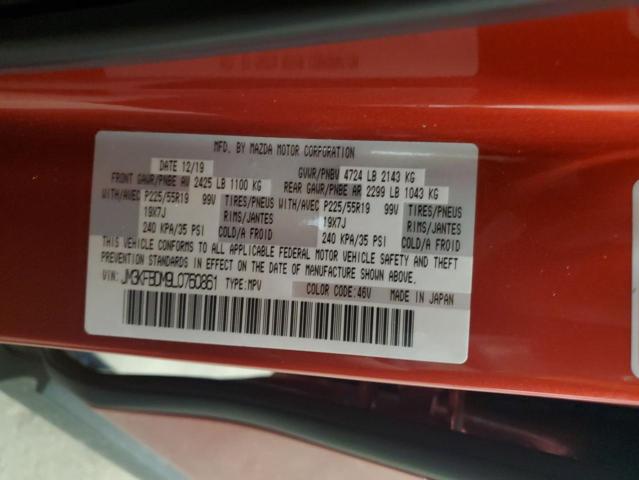 MFD. BY MAZDA MOTOR CORPORATION
DATE 12/19 GVWR/PNBV 4724 LB 2143 KG
FRONT GAWR/PNBE AV 2425 LB 1100 KG REAR GAWR/PNBE AR 2299 LB 1043 KG
WITH/AVEC P225/55R19 99V TIRES/PNEUS WITH/AVEC P225/55R19 99V TIRES/PNEUS
19X7J RIMS/JANTES 19X7J RIMS/JANTES
240 KPA/35 PSI COLD/A FROID 240 KPA/35 PSI COLD/A FROID
THIS VEHICLE CONFORMS TO ALL APPLICABLE FEDERAL MOTOR VEHICLE SAFETY AND THEFT
PREVENTION STANDARDS IN EFFECT ON THE DATE OF MANUFACTURE SHOWN ABOVE.
VIN: JM3KFBDM9L0760861 TYPE: MPV COLOR CODE: 46V MADE IN JAPAN